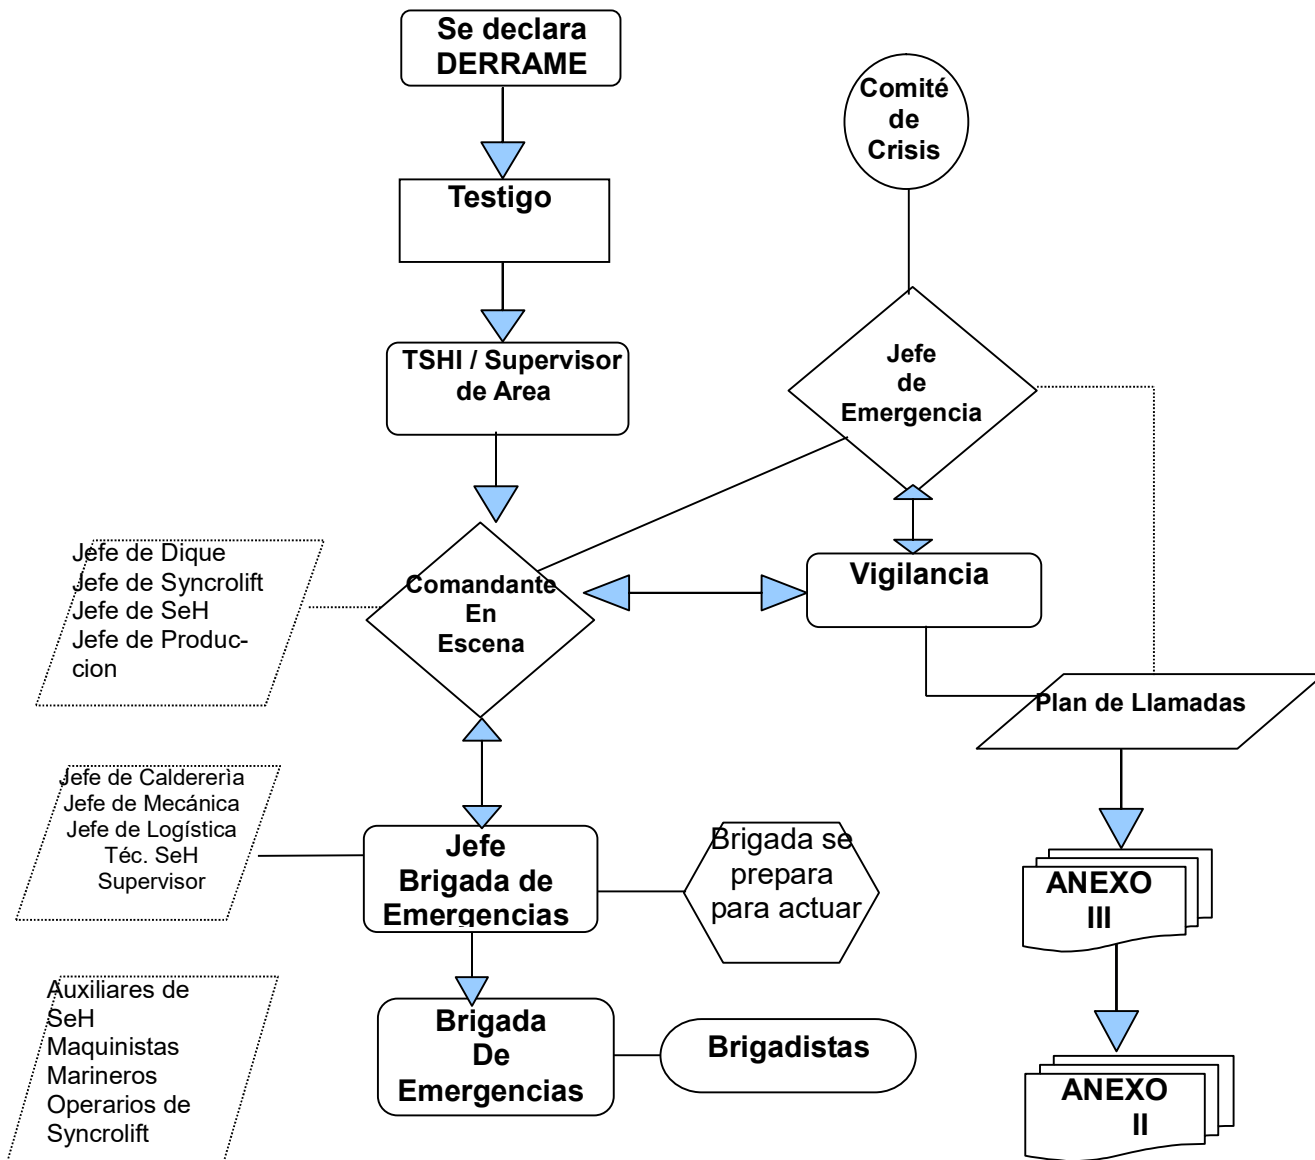 Se declara
DERRAME
Comité
de
Crisis
Testigo
TSHI / Supervisor
de Area
Jefe
de
Emergencia
Jefe de Dique
Jefe de Syncrolift
Jefe de SeH
Jefe de Produc-
cion
Comandante
En
Escena
Vigilancia
Plan de Llamadas
Jefe de Caldererìa
Jefe de Mecánica
Jefe de Logística
Téc. SeH
Supervisor
Jefe
Brigada de
Emergencias
Brigada se
prepara
para actuar
ANEXO
III
Auxiliares de
SeH
Maquinistas
Marineros
Operarios de
Syncrolift
Brigada
De
Emergencias
Brigadistas
ANEXO
II